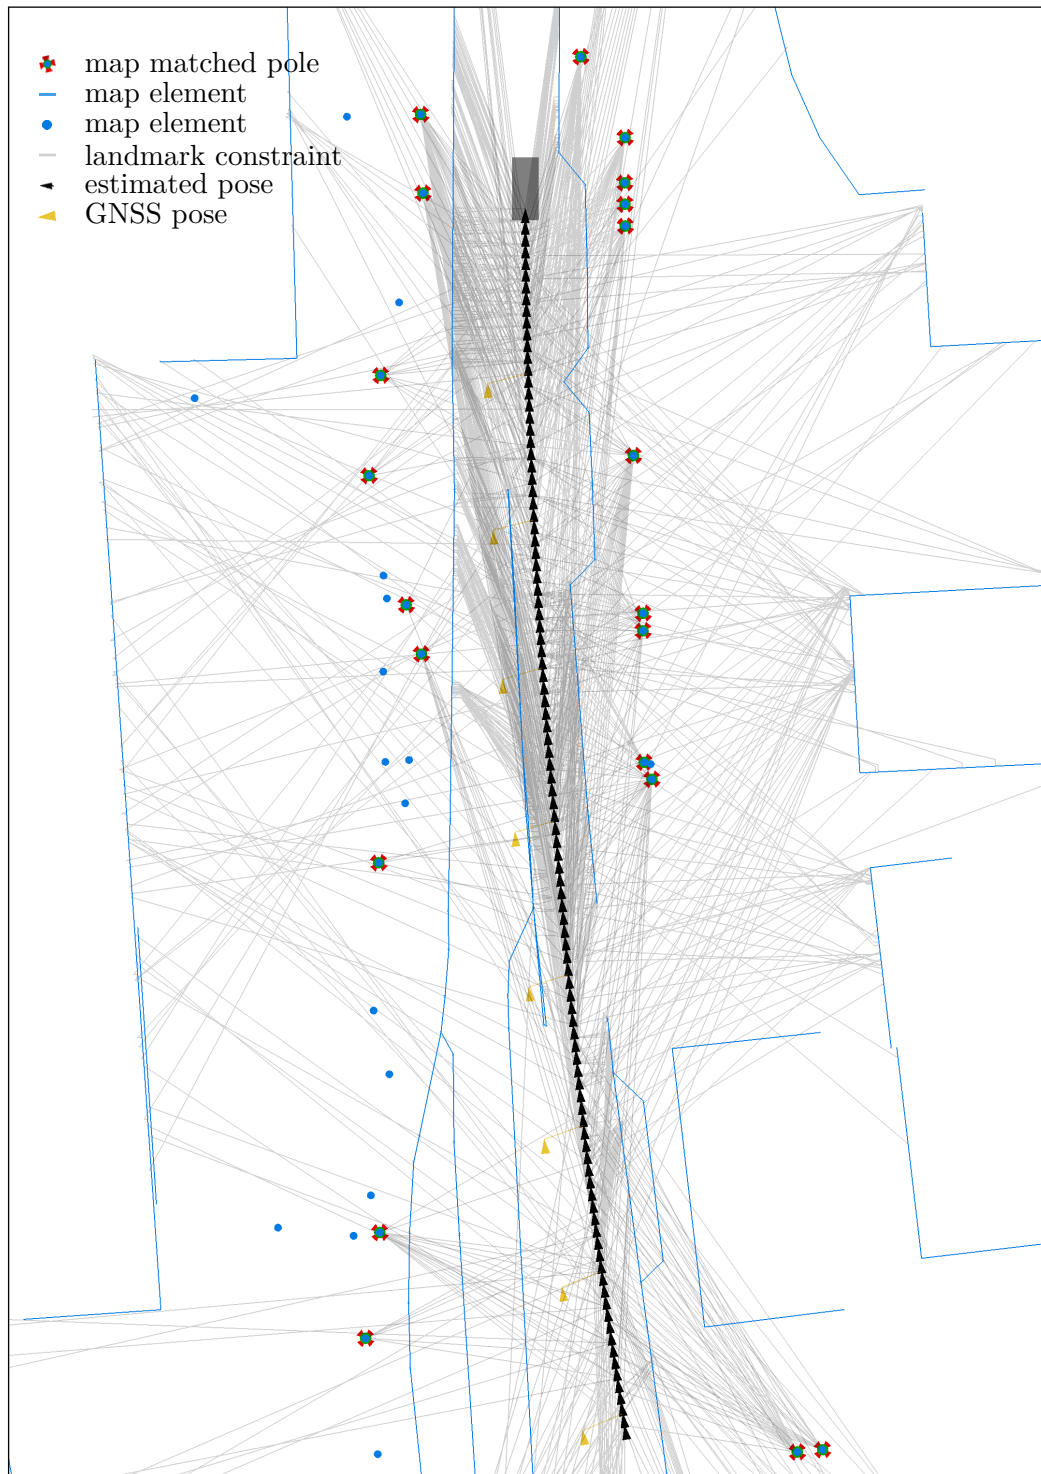 map matched pole
map element
map element
landmark constraint
estimated pose
GNSS pose